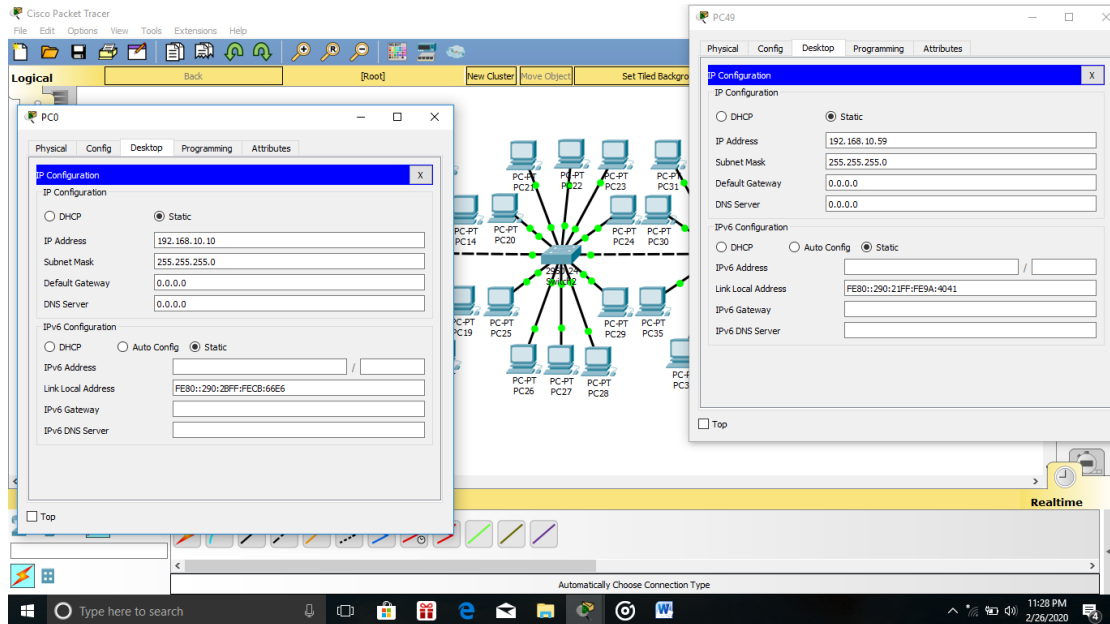 Cisco Packet Tracer
File Edit Options View Tools Extensions Help
Logical
Back
[Root]
New Cluster
Move Object
Set Tiled Backgro
PC0
Physical Config Desktop Programming Attributes
IP Configuration X
IP Configuration
DHCP Static
IP Address 192.168.10.10
Subnet Mask 255.255.255.0
Default Gateway 0.0.0.0
DNS Server 0.0.0.0
IPv6 Configuration
DHCP Auto Config Static
IPv6 Address /
Link Local Address FE80::290:2BFF:FECB:66E6
IPv6 Gateway
IPv6 DNS Server
Top
PC-PT
PC21
PC-PT
PC22
PC-PT
PC23
PC-PT
PC31
PC-PT
PC14
PC-PT
PC20
PC-PT
PC24
PC-PT
PC30
2950-24
Switch2
PC-PT
PC19
PC-PT
PC25
PC-PT
PC29
PC-PT
PC35
PC-PT
PC26
PC-PT
PC27
PC-PT
PC28
PC49
Physical Config Desktop Programming Attributes
IP Configuration X
IP Configuration
DHCP Static
IP Address 192.168.10.59
Subnet Mask 255.255.255.0
Default Gateway 0.0.0.0
DNS Server 0.0.0.0
IPv6 Configuration
DHCP Auto Config Static
IPv6 Address /
Link Local Address FE80::290:21FF:FE9A:4041
IPv6 Gateway
IPv6 DNS Server
Top
Realtime
Automatically Choose Connection Type
Type here to search
11:28 PM
2/26/2020
4